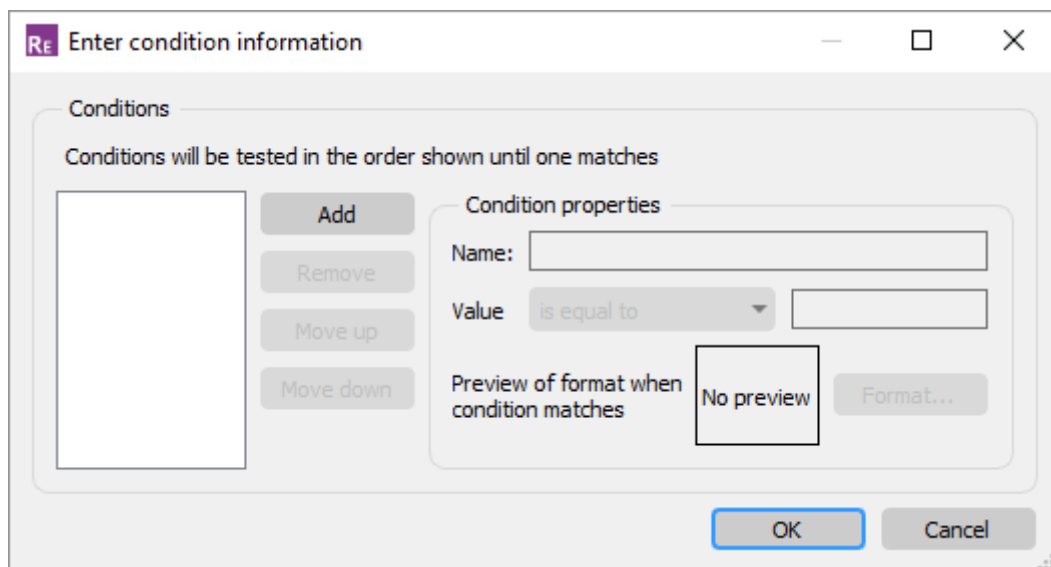 RE Enter condition information
Conditions
Conditions will be tested in the order shown until one matches
Add
Remove
Move up
Move down
Condition properties
Name:
Value is equal to
Preview of format when
condition matches
No preview
Format...
OK Cancel